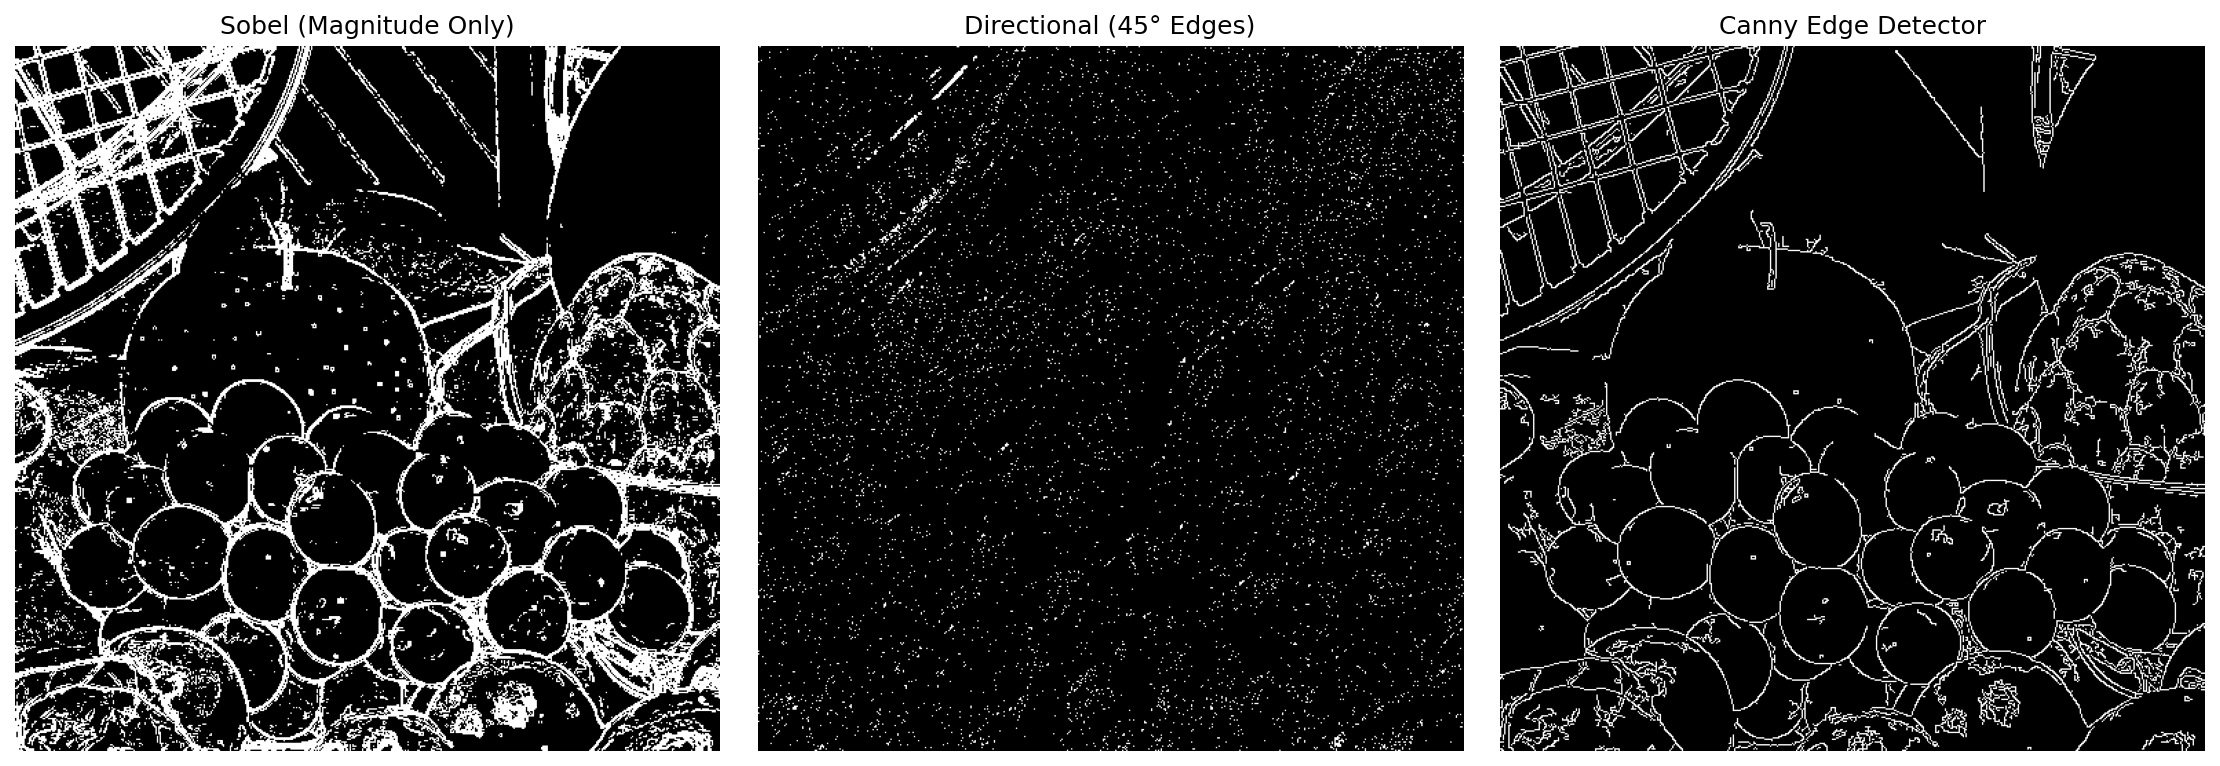 Sobel (Magnitude Only)
Directional (45° Edges)
Canny Edge Detector